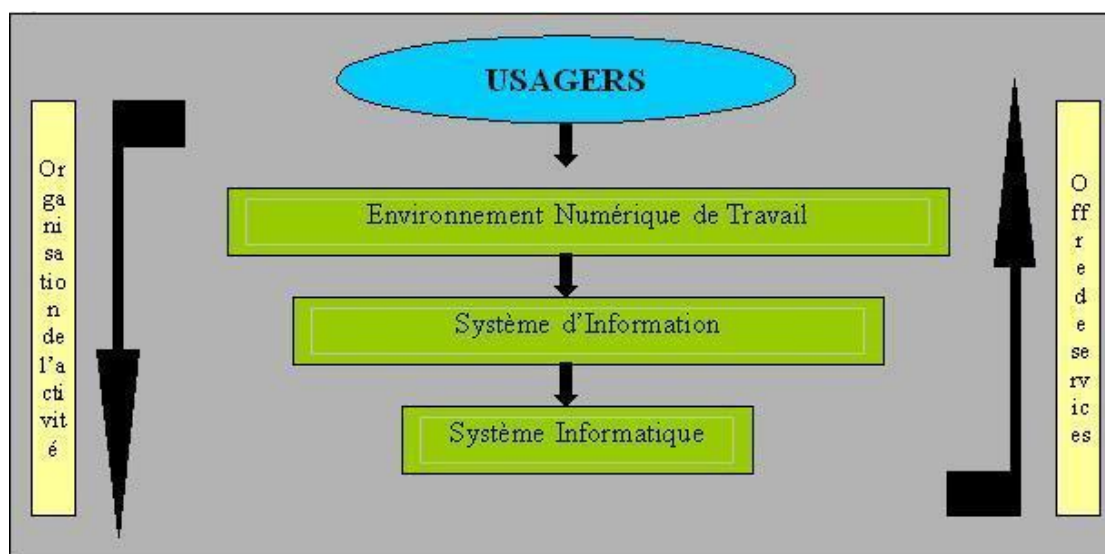 USAGERS
Environnement Numérique de Travail
Système d'Information
Système Informatique
Or
ga
ni
sa
tio
n
de
l'a
cti
vit
é
O
ff
r
e
d
e
se
rv
ic
es